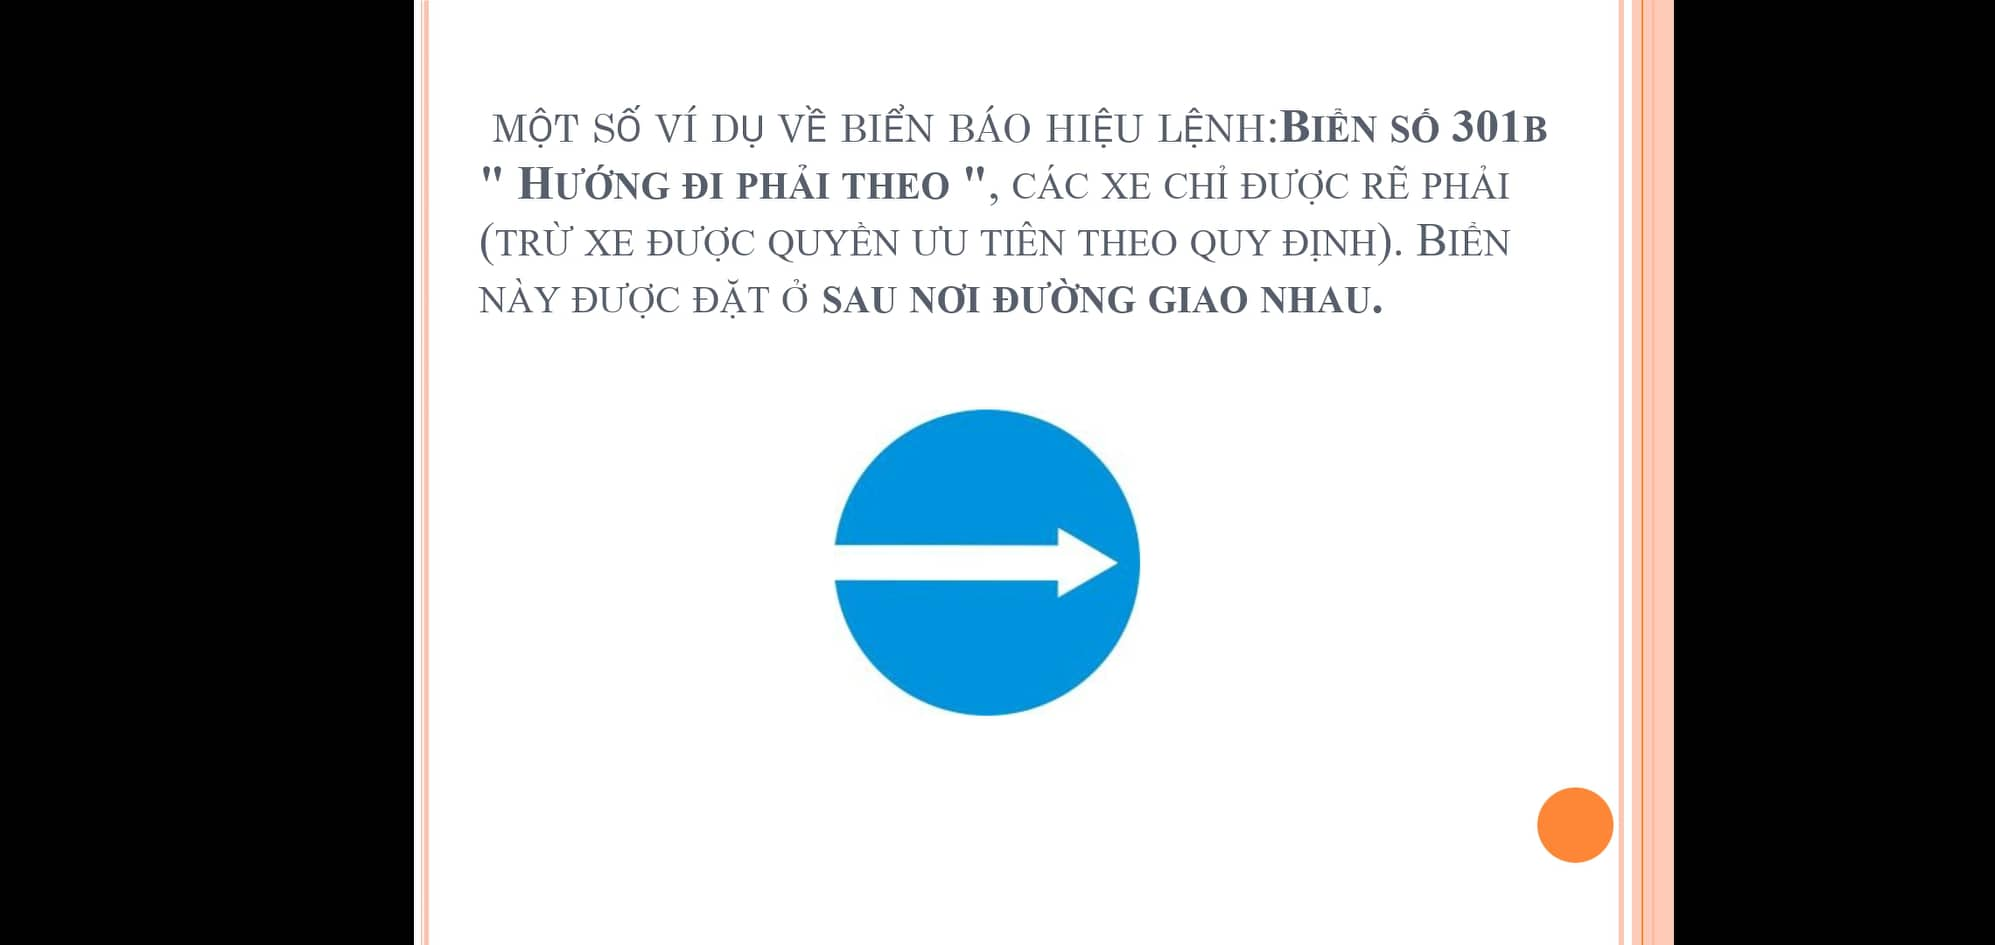 MỘT SỐ VÍ DỤ VỀ BIỂN BÁO HIỆU LỆNH:BIỂN SỐ 301B
" HƯỚNG ĐI PHẢI THEO ", CÁC XE CHỈ ĐƯỢC RẼ PHẢI
(TRỪ XE ĐƯỢC QUYỀN ƯU TIÊN THEO QUY ĐỊNH). BIỂN
NÀY ĐƯỢC ĐẶT Ở SAU NƠI ĐƯỜNG GIAO NHAU.